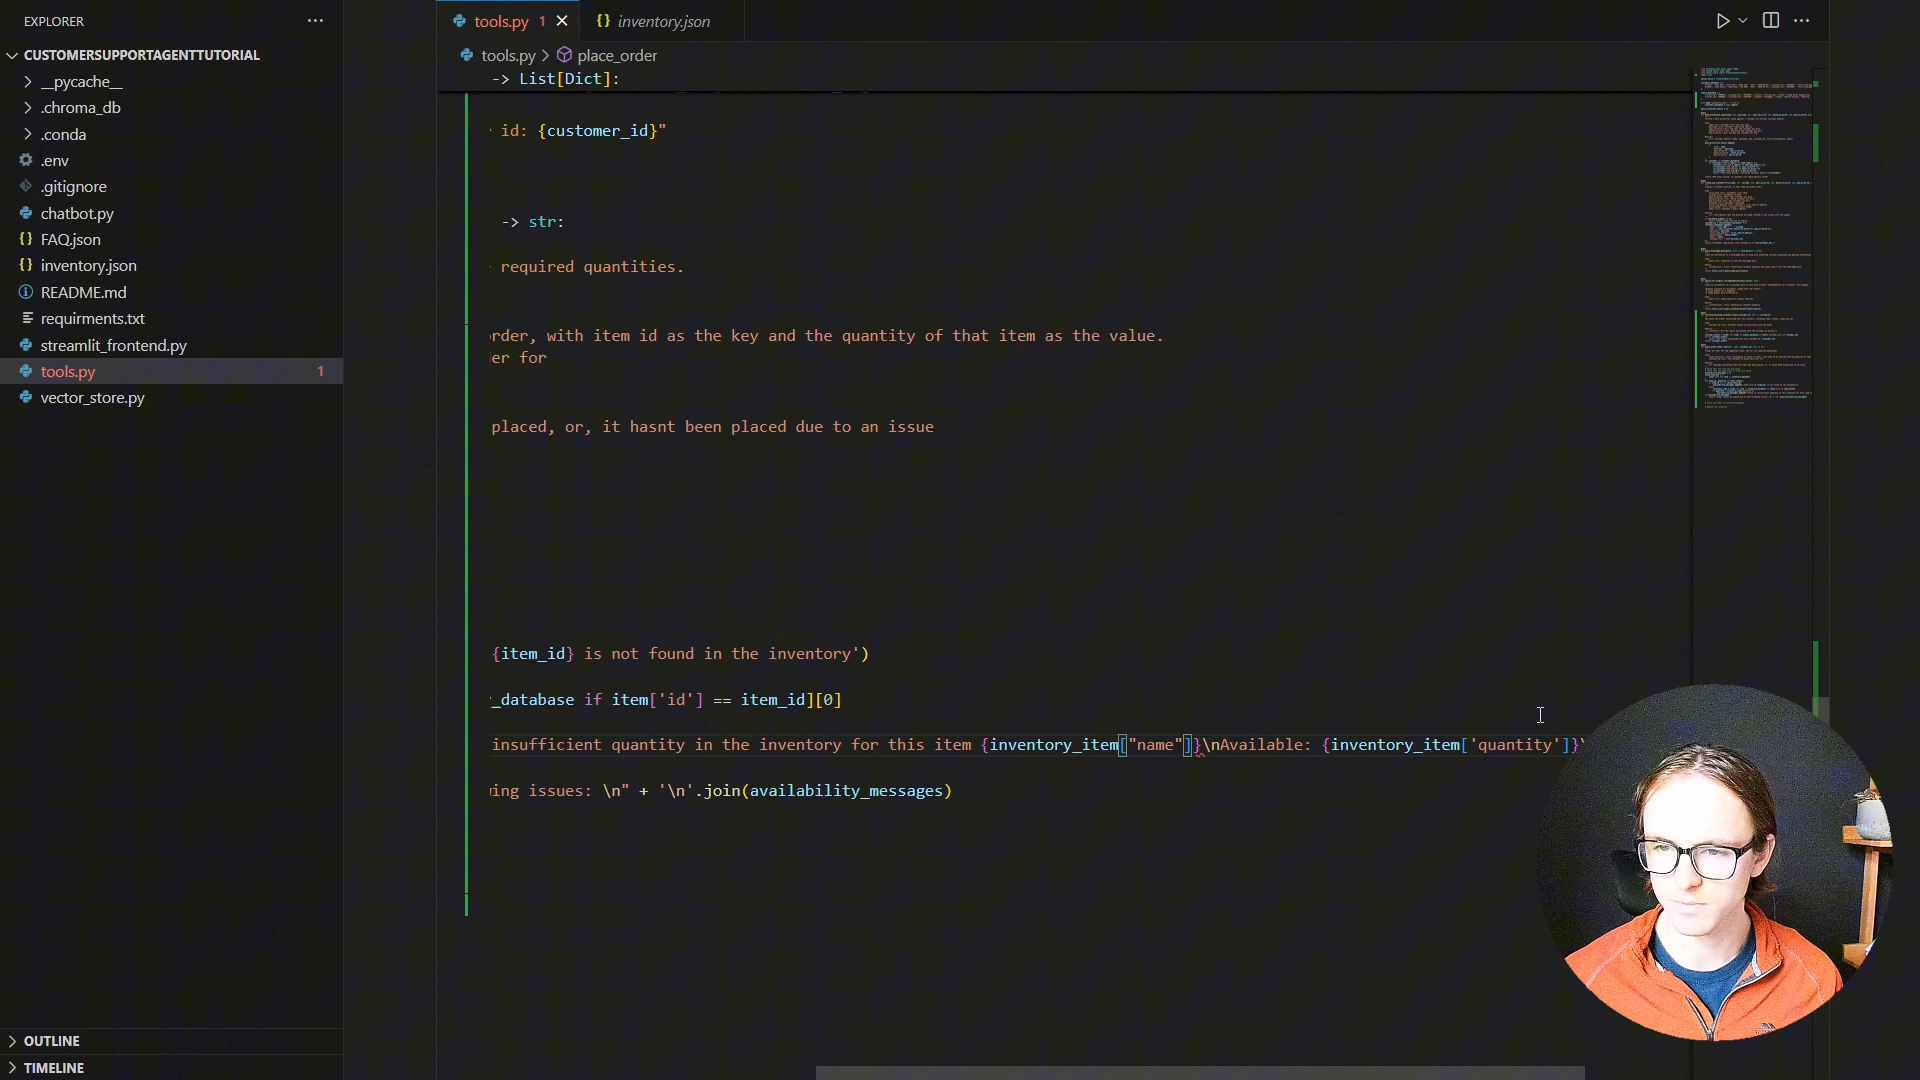 EXPLORER
CUSTOMERSUPPORTAGENTTUTORIAL
__pycache__
.chroma_db
.conda
.env
.gitignore
chatbot.py
FAQ.json
inventory.json
README.md
requirments.txt
streamlit_frontend.py
tools.py 1
vector_store.py
OUTLINE
TIMELINE
tools.py 1
inventory.json
tools.py > place_order
-> List[Dict]:
id: {customer_id}"
-> str:
required quantities.
order, with item id as the key and the quantity of that item as the value.
er for
placed, or, it hasnt been placed due to an issue
{item_id} is not found in the inventory')
_database if item['id'] == item_id][0]
insufficient quantity in the inventory for this item {inventory_item["name"]}\nAvailable: {inventory_item['quantity']}\
ing issues: \n" + '\n'.join(availability_messages)